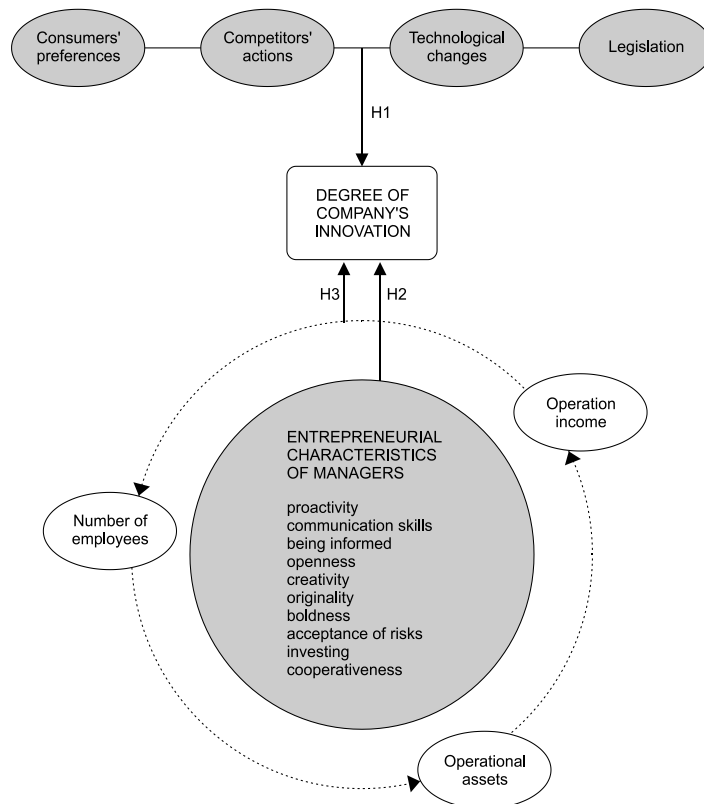 Consumers'
preferences
Competitors'
actions
Technological
changes
Legislation
H1
DEGREE OF
COMPANY'S
INNOVATION
H3
H2
Operation
income
ENTREPRENEURIAL
CHARACTERISTICS
OF MANAGERS
proactivity
communication skills
being informed
openness
creativity
originality
boldness
acceptance of risks
investing
cooperativeness
Number of
employees
Operational
assets